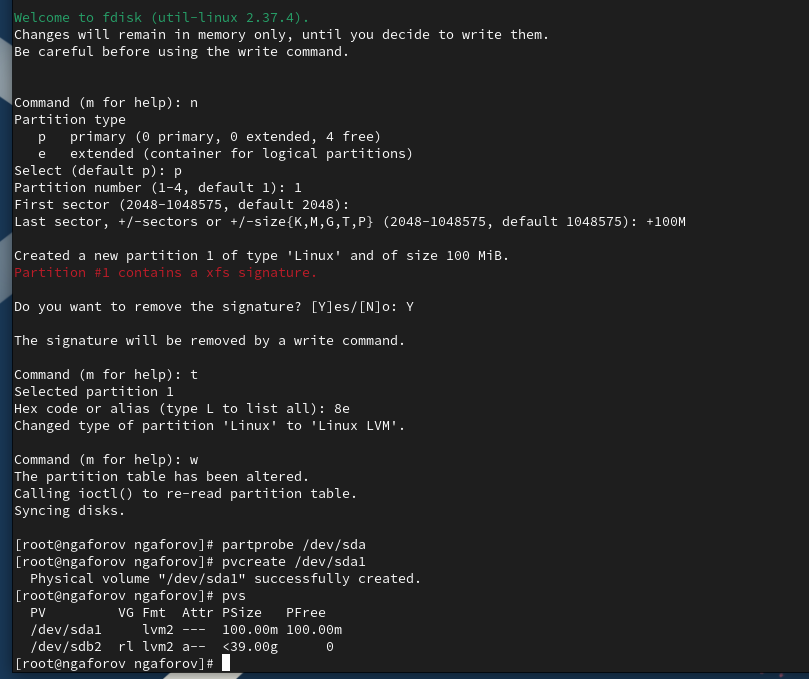 Welcome to fdisk (util-linux 2.37.4).
Changes will remain in memory only, until you decide to write them.
Be careful before using the write command.
Command (m for help): n
Partition type
   p   primary (0 primary, 0 extended, 4 free)
   e   extended (container for logical partitions)
Select (default p): p
Partition number (1-4, default 1): 1
First sector (2048-1048575, default 2048):
Last sector, +/-sectors or +/-size{K,M,G,T,P} (2048-1048575, default 1048575): +100M
Created a new partition 1 of type 'Linux' and of size 100 MiB.
Partition #1 contains a xfs signature.
Do you want to remove the signature? [Y]es/[N]o: Y
The signature will be removed by a write command.
Command (m for help): t
Selected partition 1
Hex code or alias (type L to list all): 8e
Changed type of partition 'Linux' to 'Linux LVM'.
Command (m for help): w
The partition table has been altered.
Calling ioctl() to re-read partition table.
Syncing disks.
[root@ngaforov ngaforov]# partprobe /dev/sda
[root@ngaforov ngaforov]# pvcreate /dev/sda1
  Physical volume "/dev/sda1" successfully created.
[root@ngaforov ngaforov]# pvs
  PV         VG Fmt  Attr PSize   PFree
  /dev/sda1     lvm2 ---  100.00m 100.00m
  /dev/sdb2  rl lvm2 a--  <39.00g      0
[root@ngaforov ngaforov]#